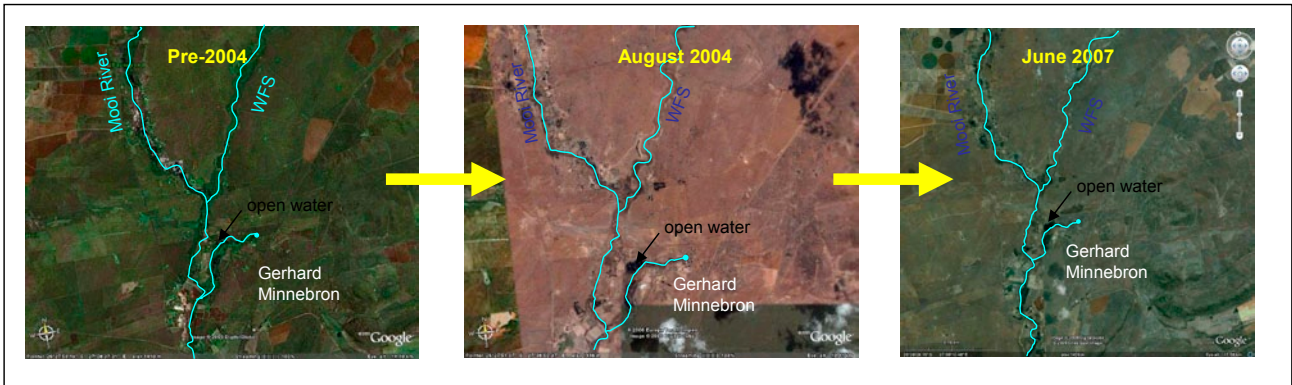 Pre-2004
Mooi River
WFS
open water
Gerhard
Minnebron
Google
August 2004
Mooi River
WFS
open water
Gerhard
Minnebron
Google
June 2007
Mooi River
WFS
open water
Gerhard
Minnebron
Google